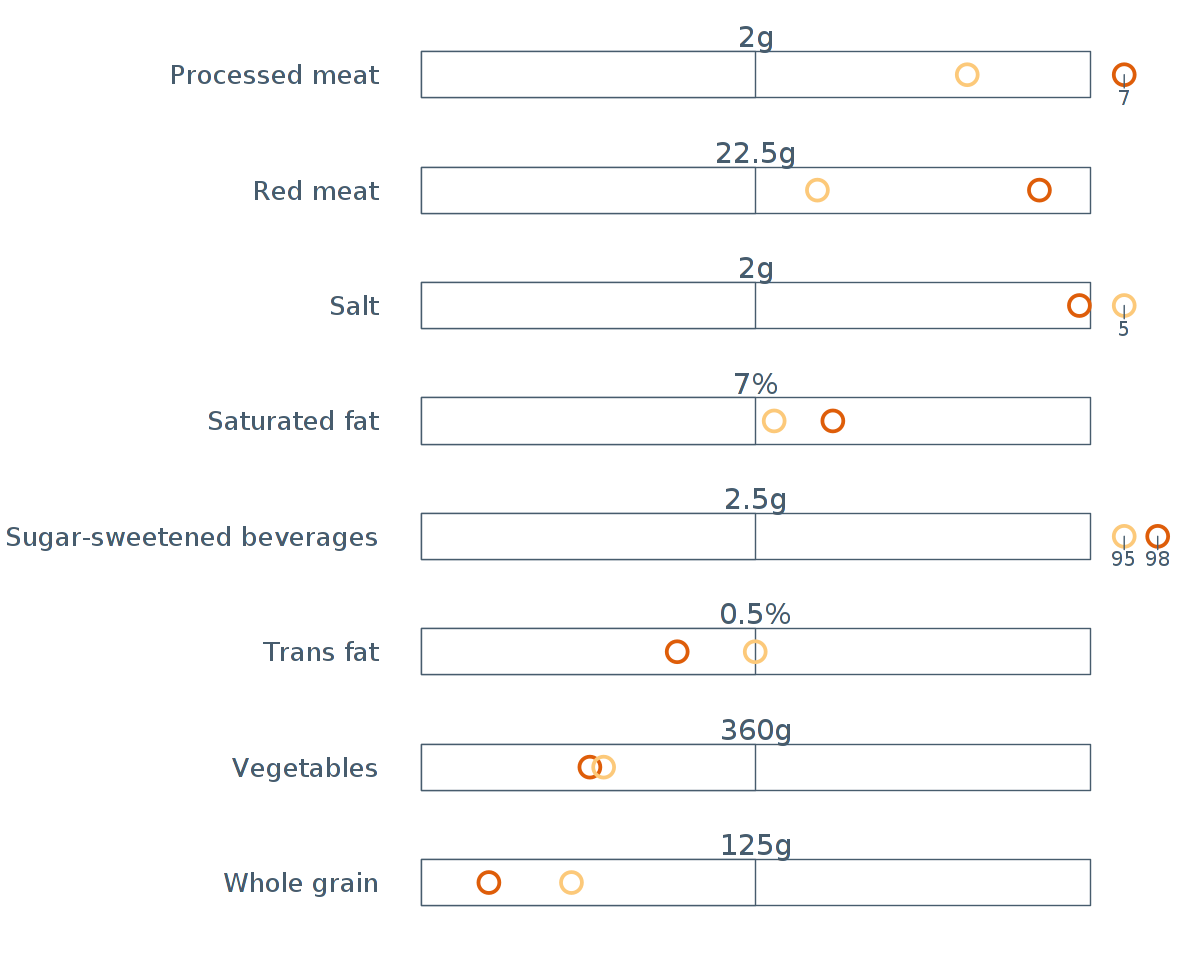 2g
Processed meat
7
22.5g
Red meat
2g
Salt
5
7%
Saturated fat
2.5g
Sugar-sweetened beverages
95 98
0.5%
Trans fat
360g
Vegetables
125g
Whole grain